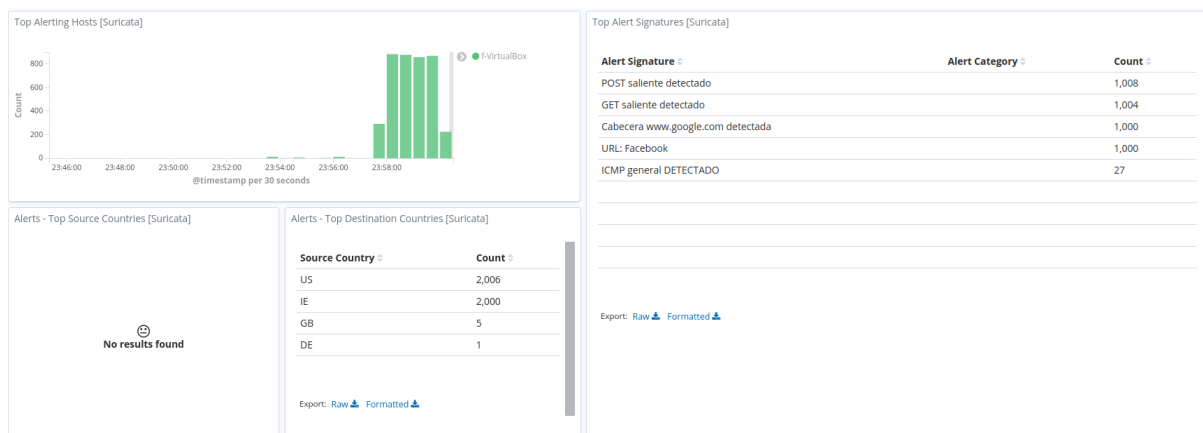 Top Alerting Hosts [Suricata]
800
600
400
200
0
Count
23:46:00 23:48:00 23:50:00 23:52:00 23:54:00 23:56:00 23:58:00
@timestamp per 30 seconds
f-VirtualBox
Top Alert Signatures [Suricata]
Alert Signature Alert Category Count
POST saliente detectado 1,008
GET saliente detectado 1,004
Cabecera www.google.com detectada 1,000
URL: Facebook 1,000
ICMP general DETECTADO 27
Export: Raw Formatted
Alerts - Top Source Countries [Suricata]
No results found
Alerts - Top Destination Countries [Suricata]
Source Country Count
US 2,006
IE 2,000
GB 5
DE 1
Export: Raw Formatted